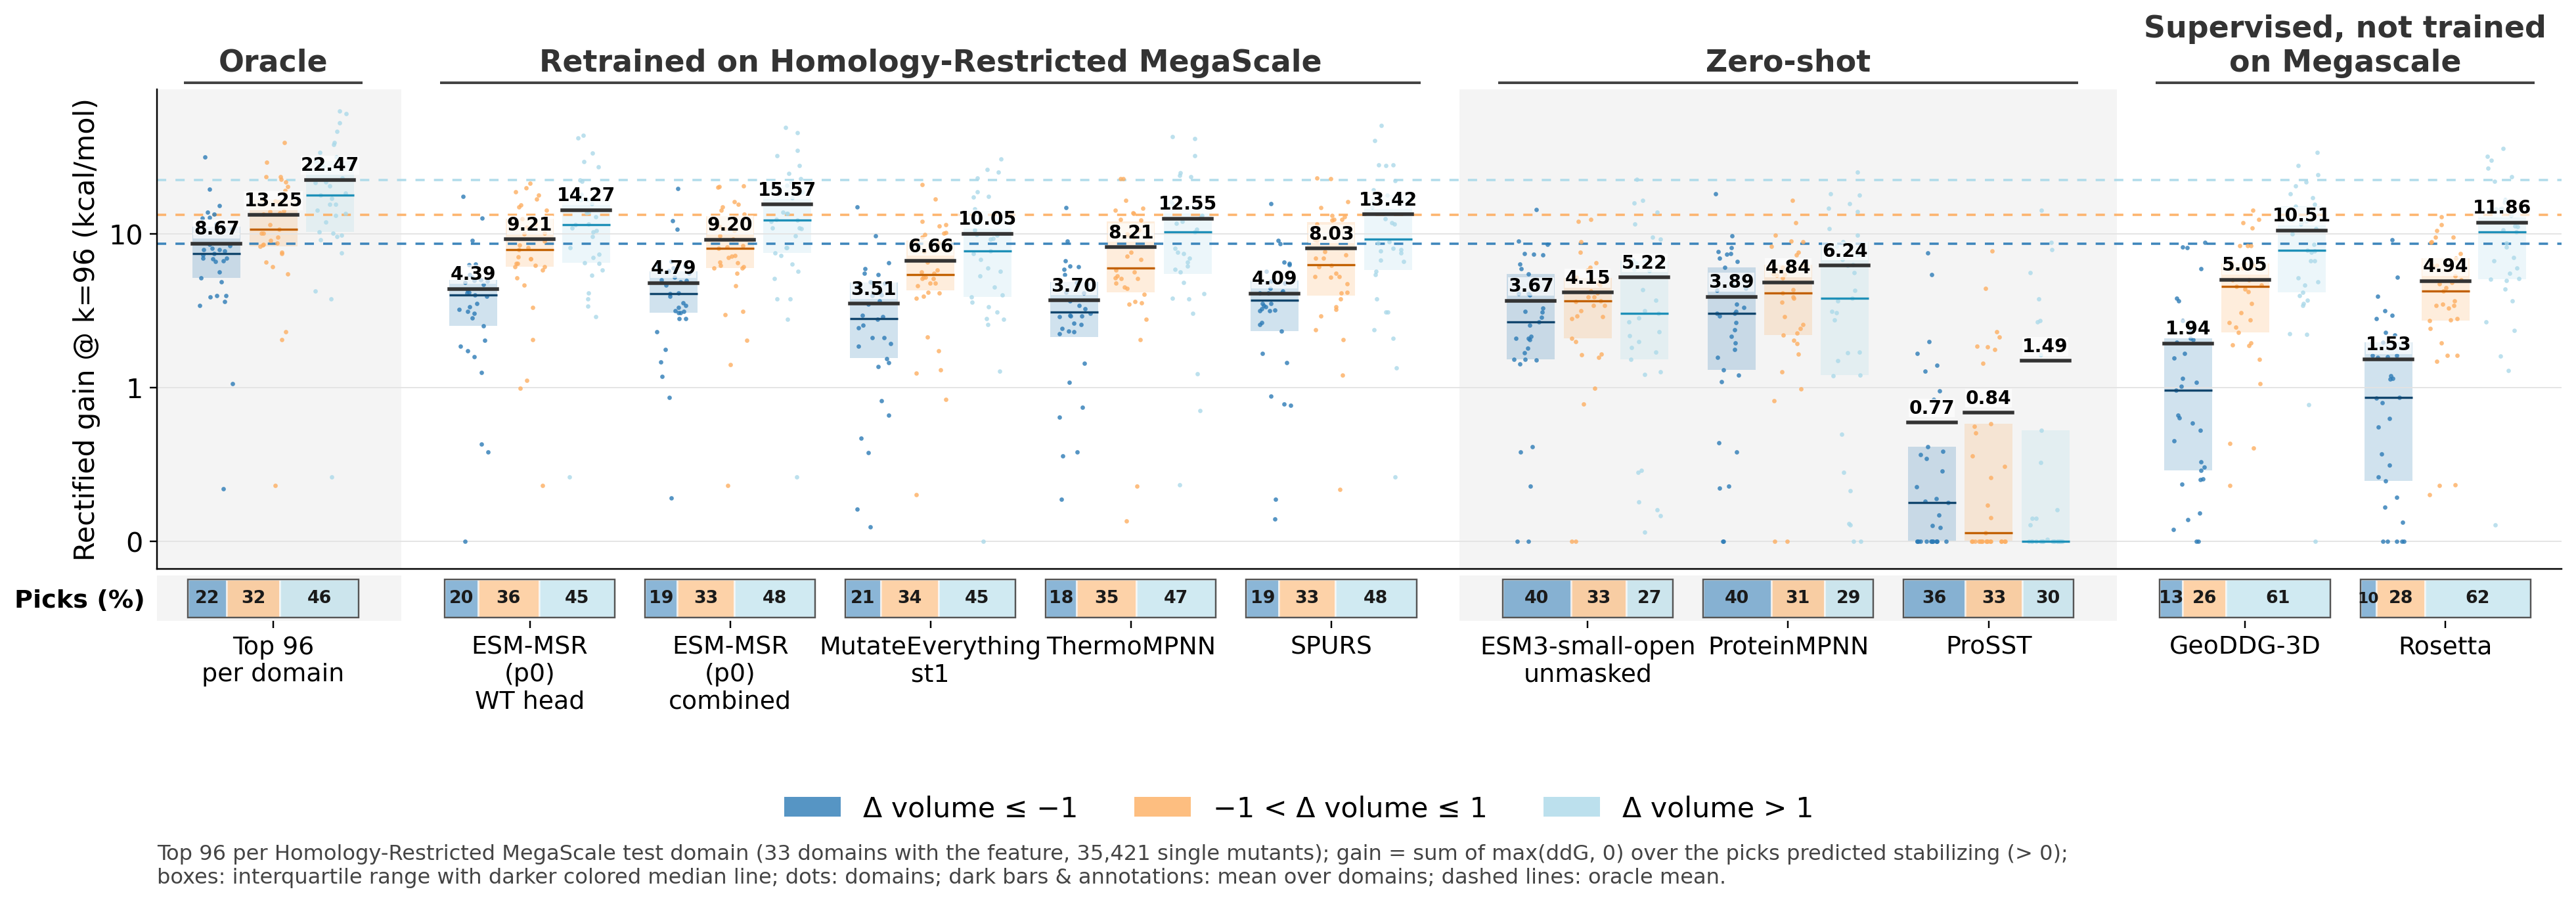 Supervised, not trained
Oracle Retrained on Homology-Restricted MegaScale Zero-shot on Megascale
Rectified gain @ k=96 (kcal/mol)
10
1
0
8.67 13.25 22.47
4.39 9.21 14.27
4.79 9.20 15.57
3.51 6.66 10.05
3.70 8.21 12.55
4.09 8.03 13.42
3.67 4.15 5.22
3.89 4.84 6.24
0.77 0.84 1.49
1.94 5.05 10.51
1.53 4.94 11.86
Picks (%)
22 32 46
20 36 45
19 33 48
21 34 45
18 35 47
19 33 48
40 33 27
40 31 29
36 33 30
13 26 61
10 28 62
Top 96
per domain
ESM-MSR
(p0)
WT head
ESM-MSR
(p0)
combined
MutateEverything
st1
ThermoMPNN
SPURS
ESM3-small-open
unmasked
ProteinMPNN
ProSST
GeoDDG-3D
Rosetta
Δ volume ≤ −1
−1 < Δ volume ≤ 1
Δ volume > 1
Top 96 per Homology-Restricted MegaScale test domain (33 domains with the feature, 35,421 single mutants); gain = sum of max(ddG, 0) over the picks predicted stabilizing (> 0);
boxes: interquartile range with darker colored median line; dots: domains; dark bars & annotations: mean over domains; dashed lines: oracle mean.